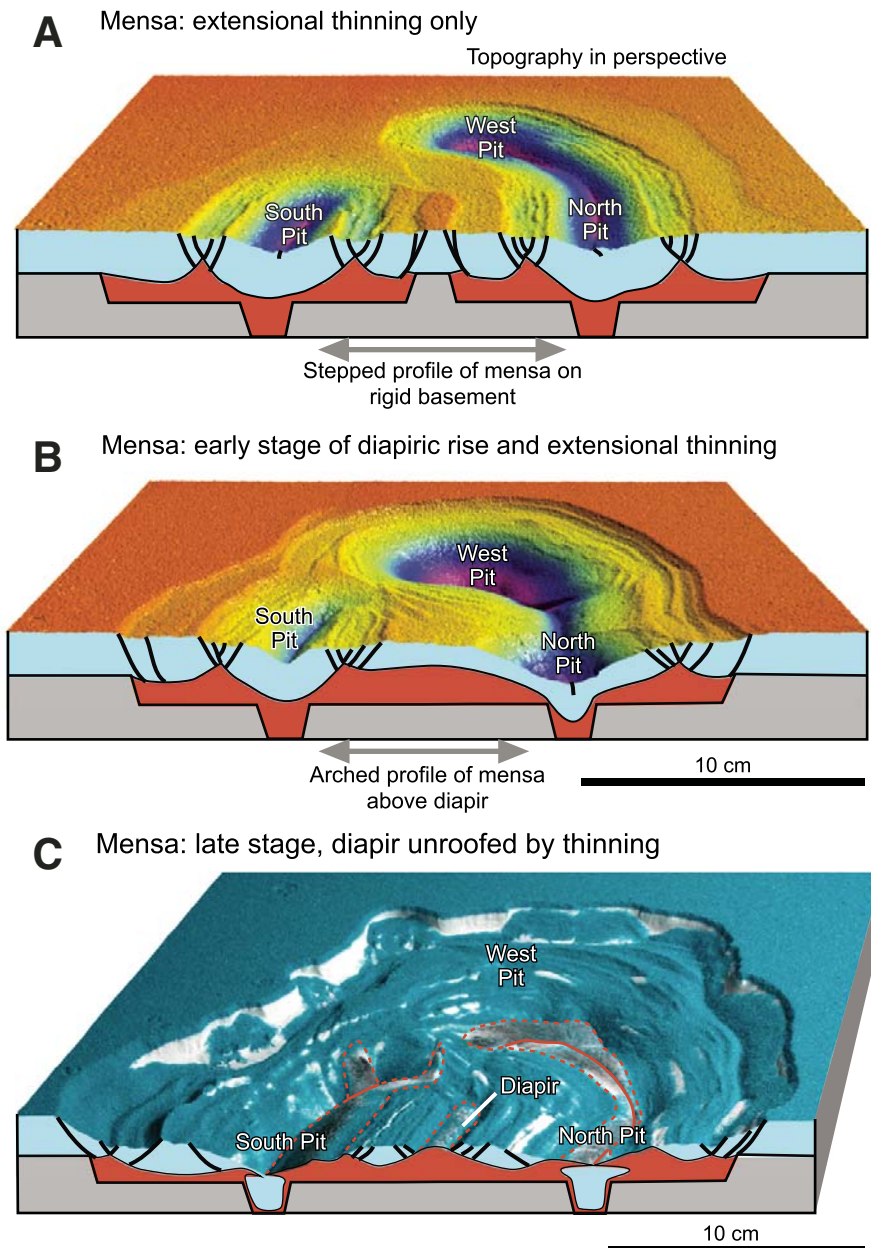 A
Mensa: extensional thinning only
Topography in perspective
West
Pit
South
Pit
North
Pit
Stepped profile of mensa on
rigid basement
B
Mensa: early stage of diapiric rise and extensional thinning
West
Pit
South
Pit
North
Pit
Arched profile of mensa
above diapir
10 cm
C
Mensa: late stage, diapir unroofed by thinning
West
Pit
Diapir
South Pit
North Pit
10 cm